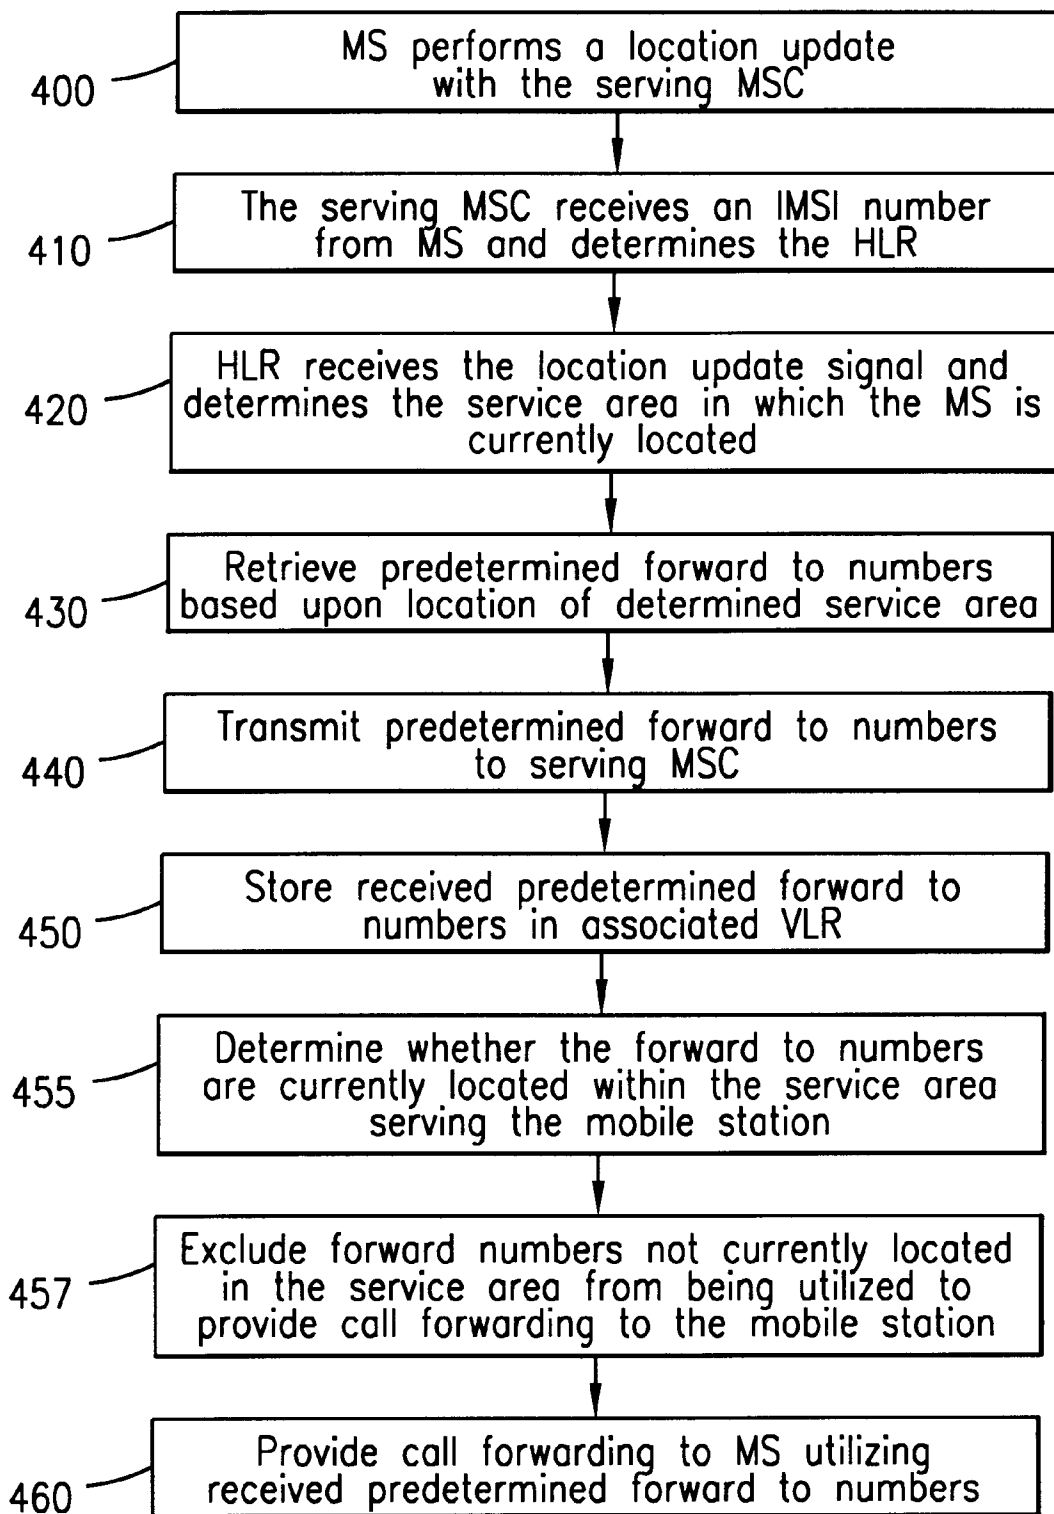 400
MS performs a location update
with the serving MSC
410
The serving MSC receives an IMSI number
from MS and determines the HLR
420
HLR receives the location update signal and
determines the service area in which the MS is
currently located
430
Retrieve predetermined forward to numbers
based upon location of determined service area
440
Transmit predetermined forward to numbers
to serving MSC
450
Store received predetermined forward to
numbers in associated VLR
455
Determine whether the forward to numbers
are currently located within the service area
serving the mobile station
457
Exclude forward numbers not currently located
in the service area from being utilized to
provide call forwarding to the mobile station
460
Provide call forwarding to MS utilizing
received predetermined forward to numbers